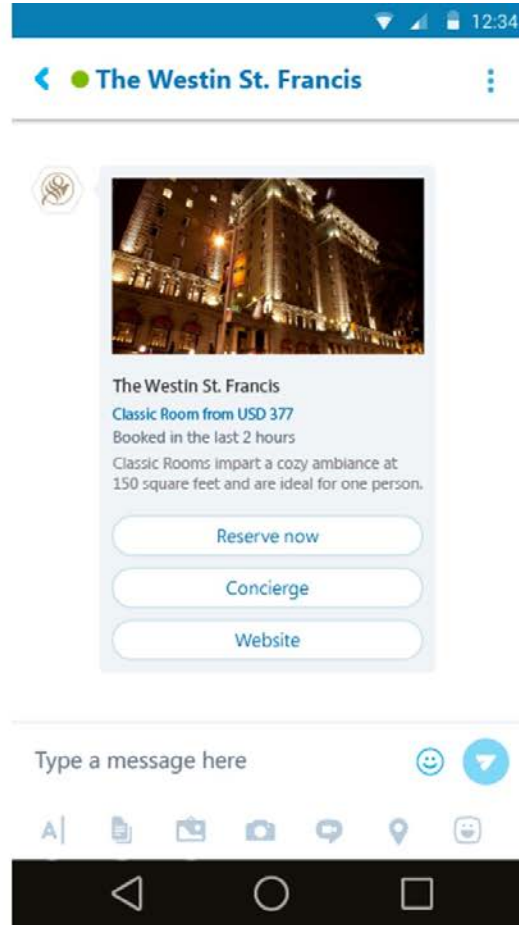 12:34
The Westin St. Francis
The Westin St. Francis
Classic Room from USD 377
Booked in the last 2 hours
Classic Rooms impart a cozy ambiance at
150 square feet and are ideal for one person.
Reserve now
Concierge
Website
Type a message here
A|